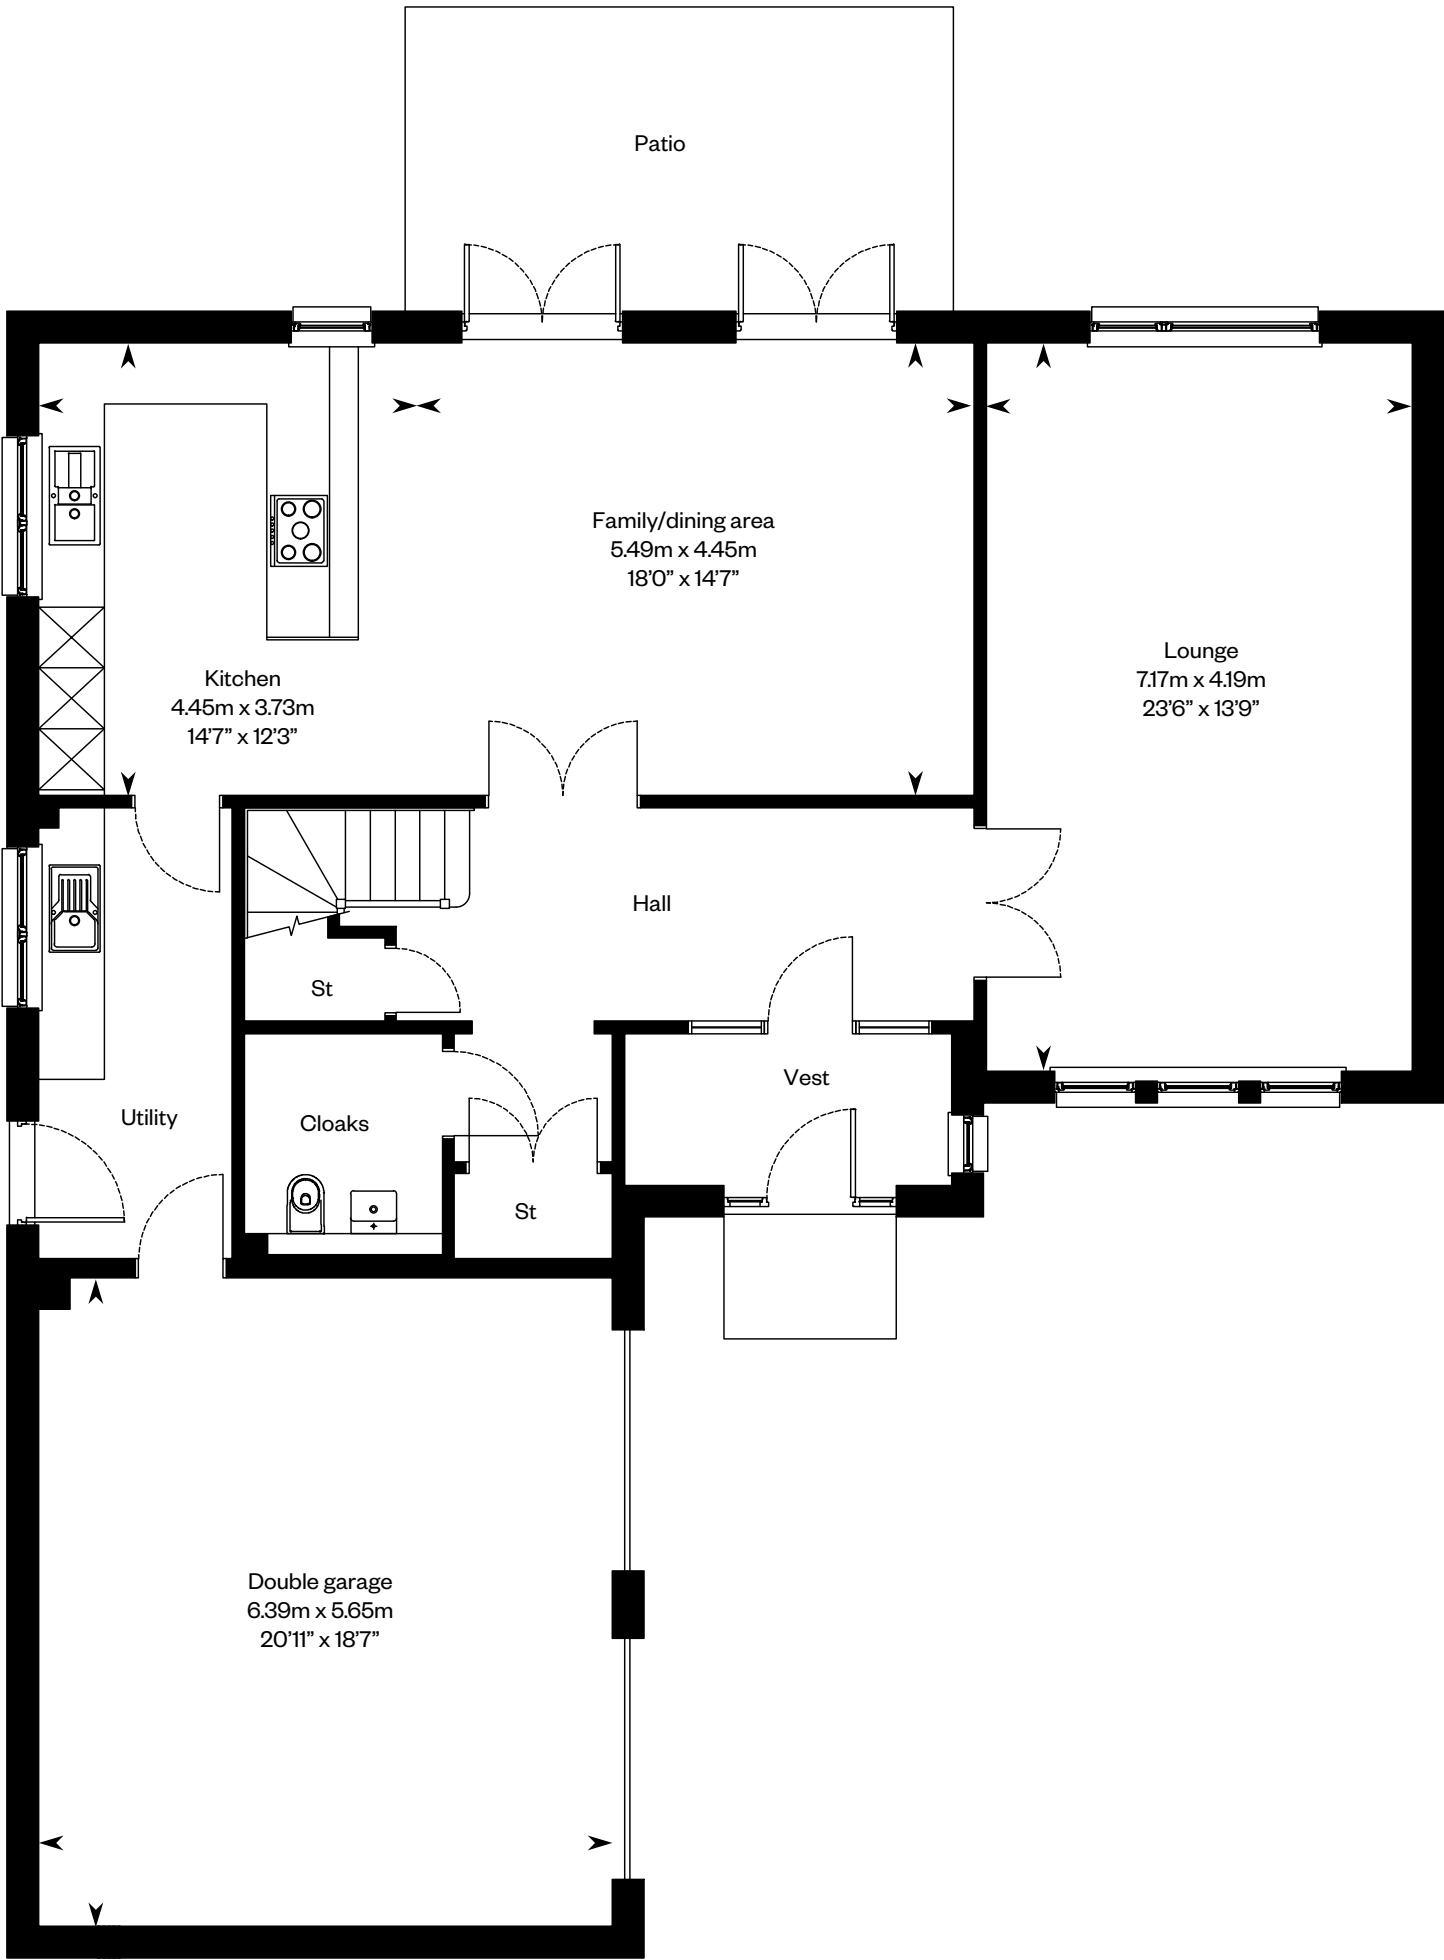 Patio
Family/dining area
5.49m x 4.45m
18’0” x 14’7”
Kitchen
4.45m x 3.73m
14’7” x 12’3”
Lounge
7.17m x 4.19m
23’6” x 13’9”
Hall
St
Vest
Utility
Cloaks
St
Double garage
6.39m x 5.65m
20’11” x 18’7”